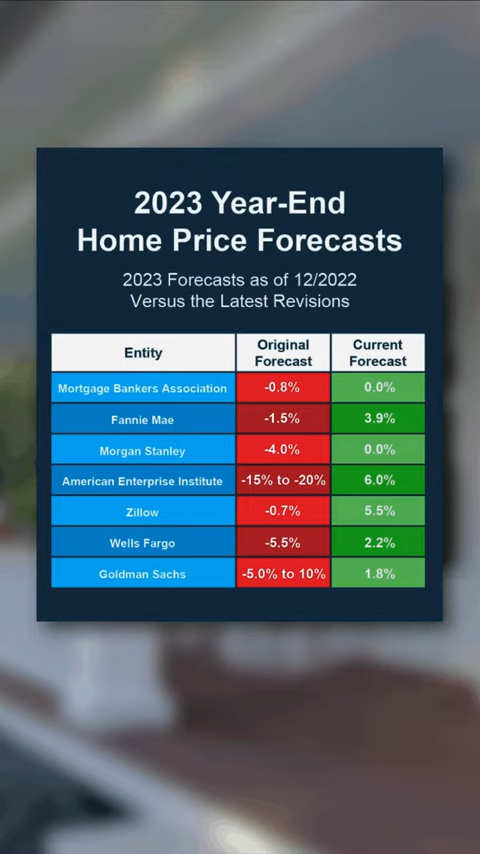 2023 Year-End
Home Price Forecasts
2023 Forecasts as of 12/2022
Versus the Latest Revisions
Entity Original Forecast Current Forecast
Mortgage Bankers Association -0.8% 0.0%
Fannie Mae -1.5% 3.9%
Morgan Stanley -4.0% 0.0%
American Enterprise Institute -15% to -20% 6.0%
Zillow -0.7% 5.5%
Wells Fargo -5.5% 2.2%
Goldman Sachs -5.0% to 10% 1.8%